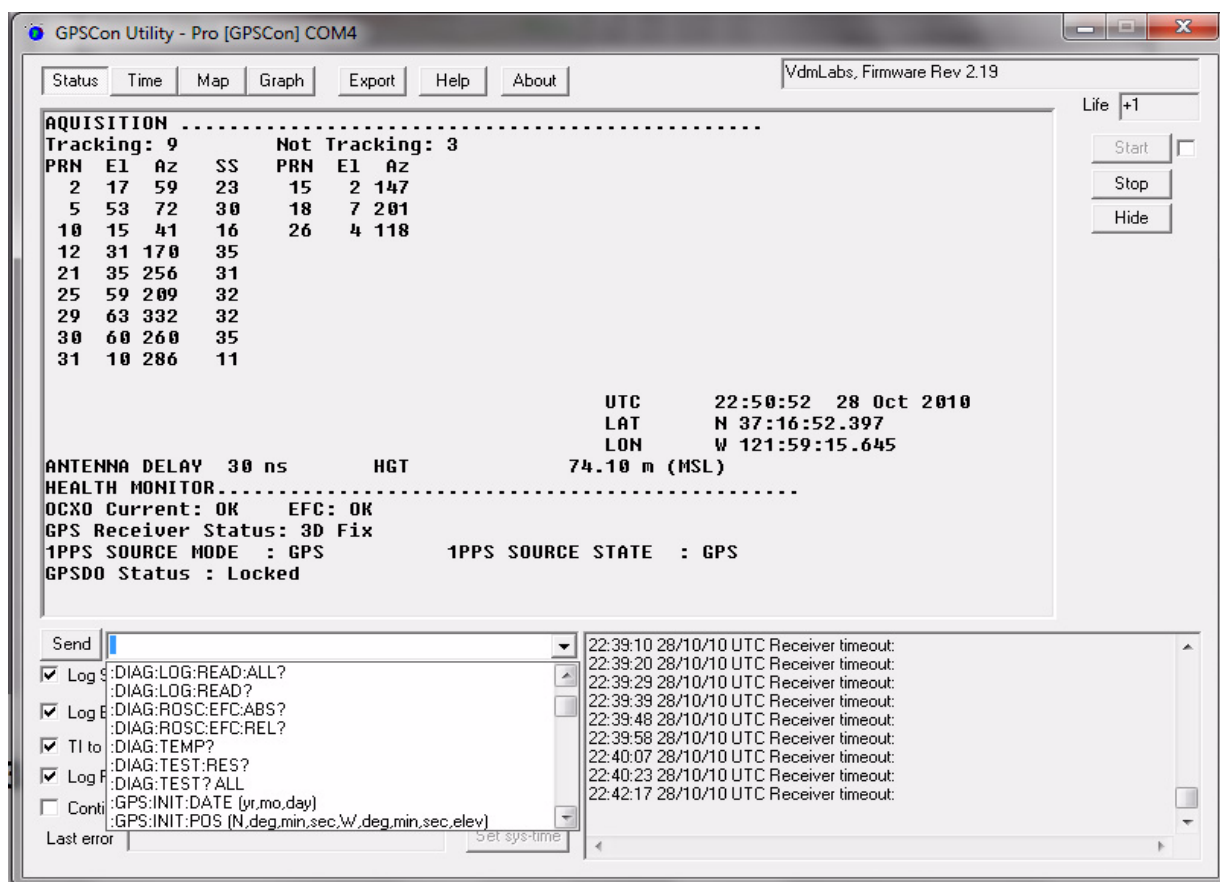 GPSCon Utility - Pro [GPSCon] COM4
Status Time Map Graph Export Help About VdmLabs, Firmware Rev 2.19
Life +1
Start
Stop
Hide
AQUISITION ................................................
Tracking: 9 Not Tracking: 3
PRN El Az SS PRN El Az
2 17 59 23 15 2 147
5 53 72 30 18 7 201
10 15 41 16 26 4 118
12 31 170 35
21 35 256 31
25 59 209 32
29 63 332 32
30 60 260 35
31 10 286 11
UTC 22:50:52 28 Oct 2010
LAT N 37:16:52.397
LON W 121:59:15.645
ANTENNA DELAY 30 ns HGT 74.10 m (MSL)
HEALTH MONITOR................................................
OCXO Current: OK EFC: OK
GPS Receiver Status: 3D Fix
1PPS SOURCE MODE : GPS 1PPS SOURCE STATE : GPS
GPSDO Status : Locked
Send
Log S
Log E
TI to
Log F
Conti
:DIAG:LOG:READ:ALL?
:DIAG:LOG:READ?
:DIAG:ROSC:EFC:ABS?
:DIAG:ROSC:EFC:REL?
:DIAG:TEMP?
:DIAG:TEST:RES?
:DIAG:TEST? ALL
:GPS:INIT:DATE (yr,mo,day)
:GPS:INIT:POS (N,deg,min,sec,W,deg,min,sec,elev)
Last error Set sys-time
22:39:10 28/10/10 UTC Receiver timeout:
22:39:20 28/10/10 UTC Receiver timeout:
22:39:29 28/10/10 UTC Receiver timeout:
22:39:39 28/10/10 UTC Receiver timeout:
22:39:48 28/10/10 UTC Receiver timeout:
22:39:58 28/10/10 UTC Receiver timeout:
22:40:07 28/10/10 UTC Receiver timeout:
22:40:23 28/10/10 UTC Receiver timeout:
22:42:17 28/10/10 UTC Receiver timeout: